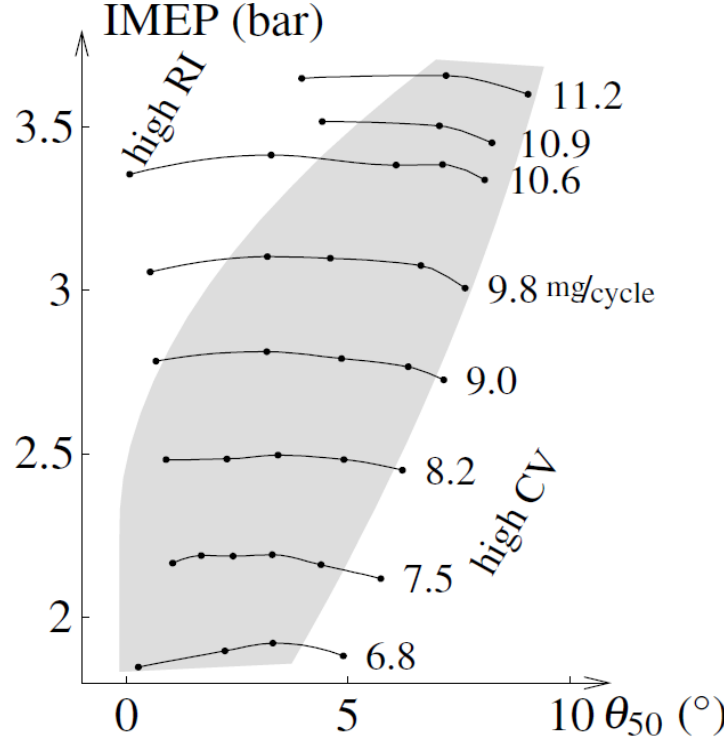 IMEP (bar)
high RI
11.2
3.5
10.9
10.6
3
9.8 mg/cycle
9.0
2.5
8.2
high CV
7.5
2
6.8
0
5
10 θ₅₀ (°)